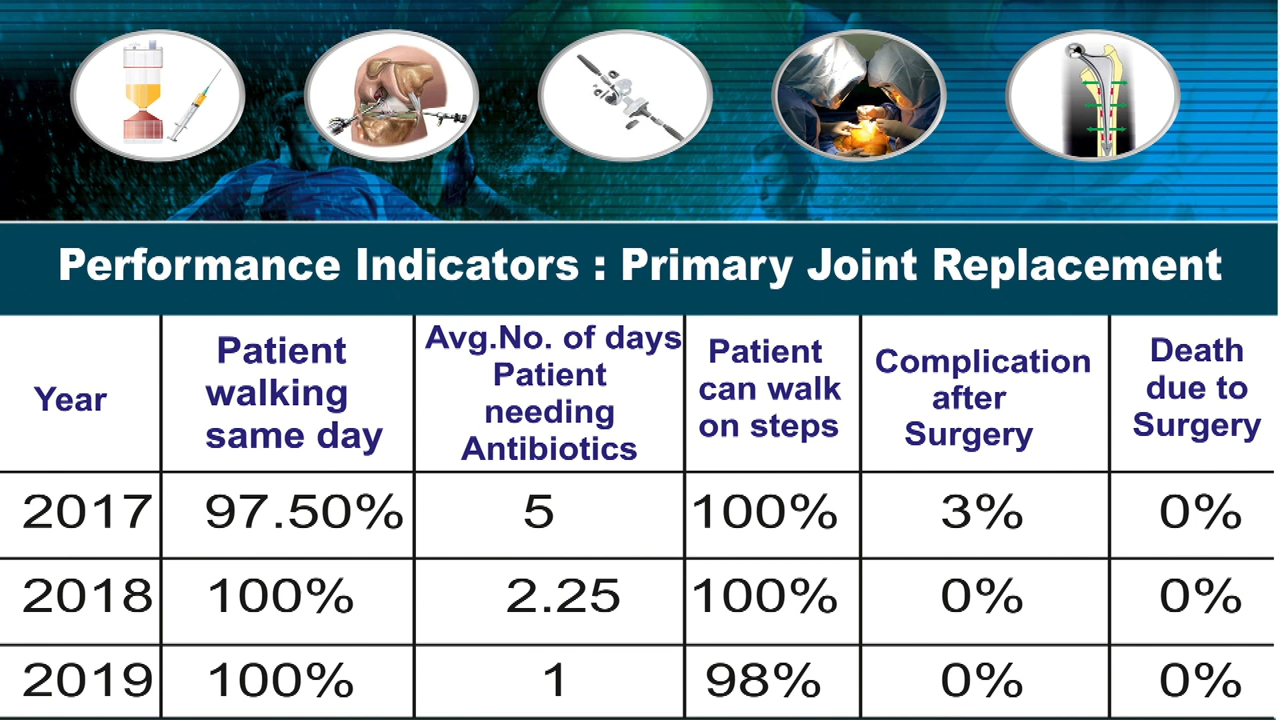 Performance Indicators : Primary Joint Replacement
Year
Patient
walking
same day
Avg.No. of days
Patient
needing
Antibiotics
Patient
can walk
on steps
Complication
after
Surgery
Death
due to
Surgery
2017 97.50% 5 100% 3% 0%
2018 100% 2.25 100% 0% 0%
2019 100% 1 98% 0% 0%